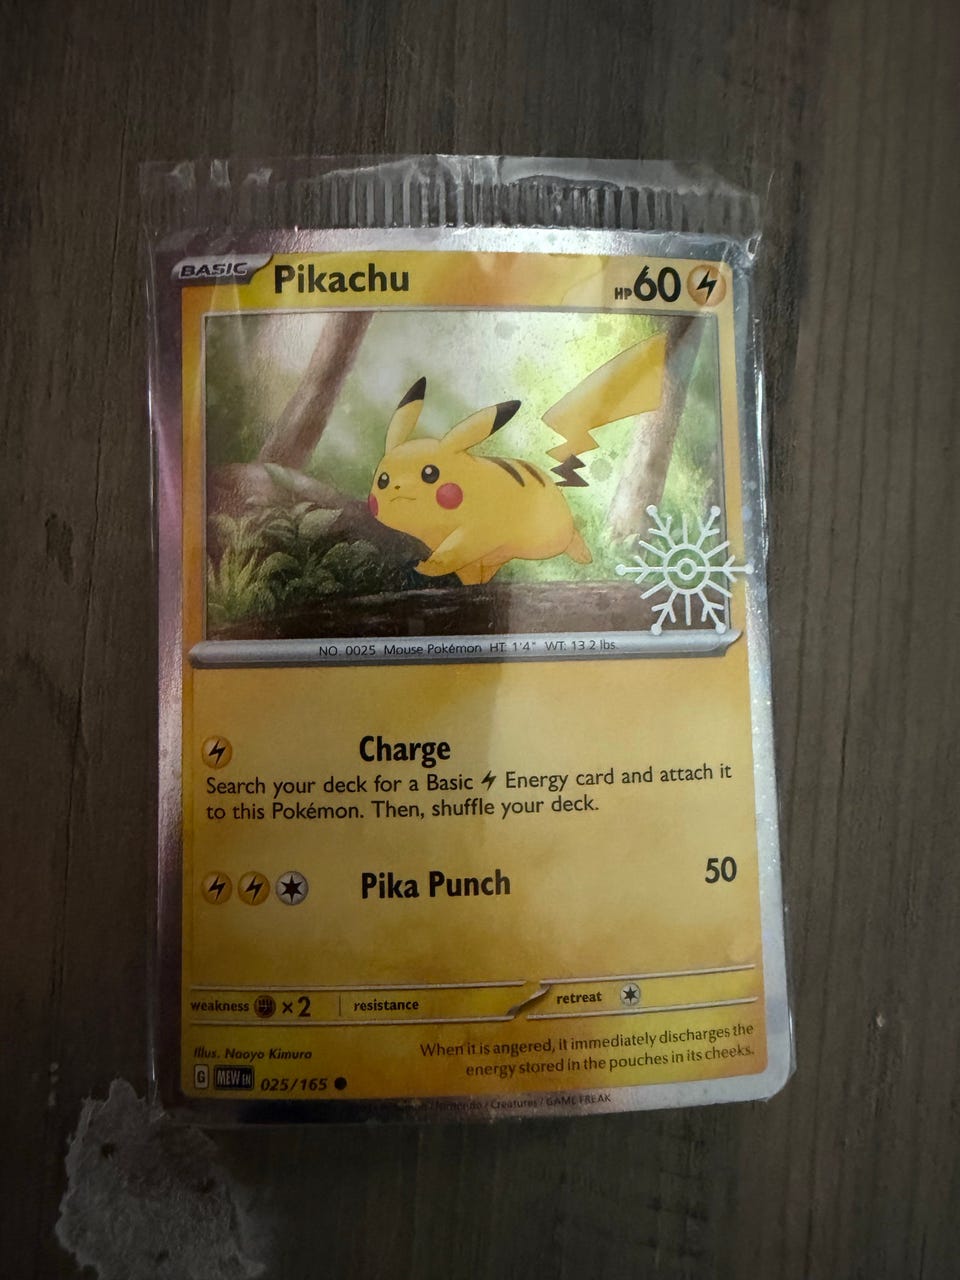 BASIC Pikachu HP 60
NO. 0025 Mouse Pokémon HT: 1'4" WT: 13.2 lbs.
Charge
Search your deck for a Basic Energy card and attach it
to this Pokémon. Then, shuffle your deck.
Pika Punch 50
weakness ×2 resistance retreat
Illus. Naoyo Kimura
When it is angered, it immediately discharges the
energy stored in the pouches in its cheeks.
G MEW EN 025/165
Nintendo / Creatures / GAME FREAK